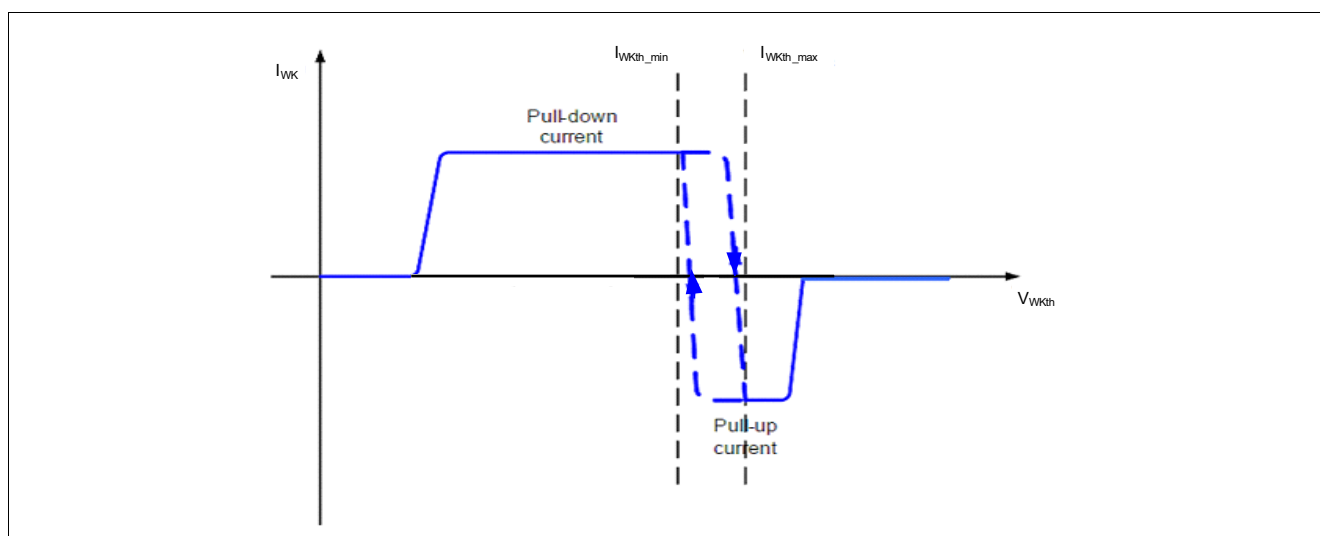 I_WKth_min
I_WKth_max
I_WK
Pull-down
current
V_WKth
Pull-up
current